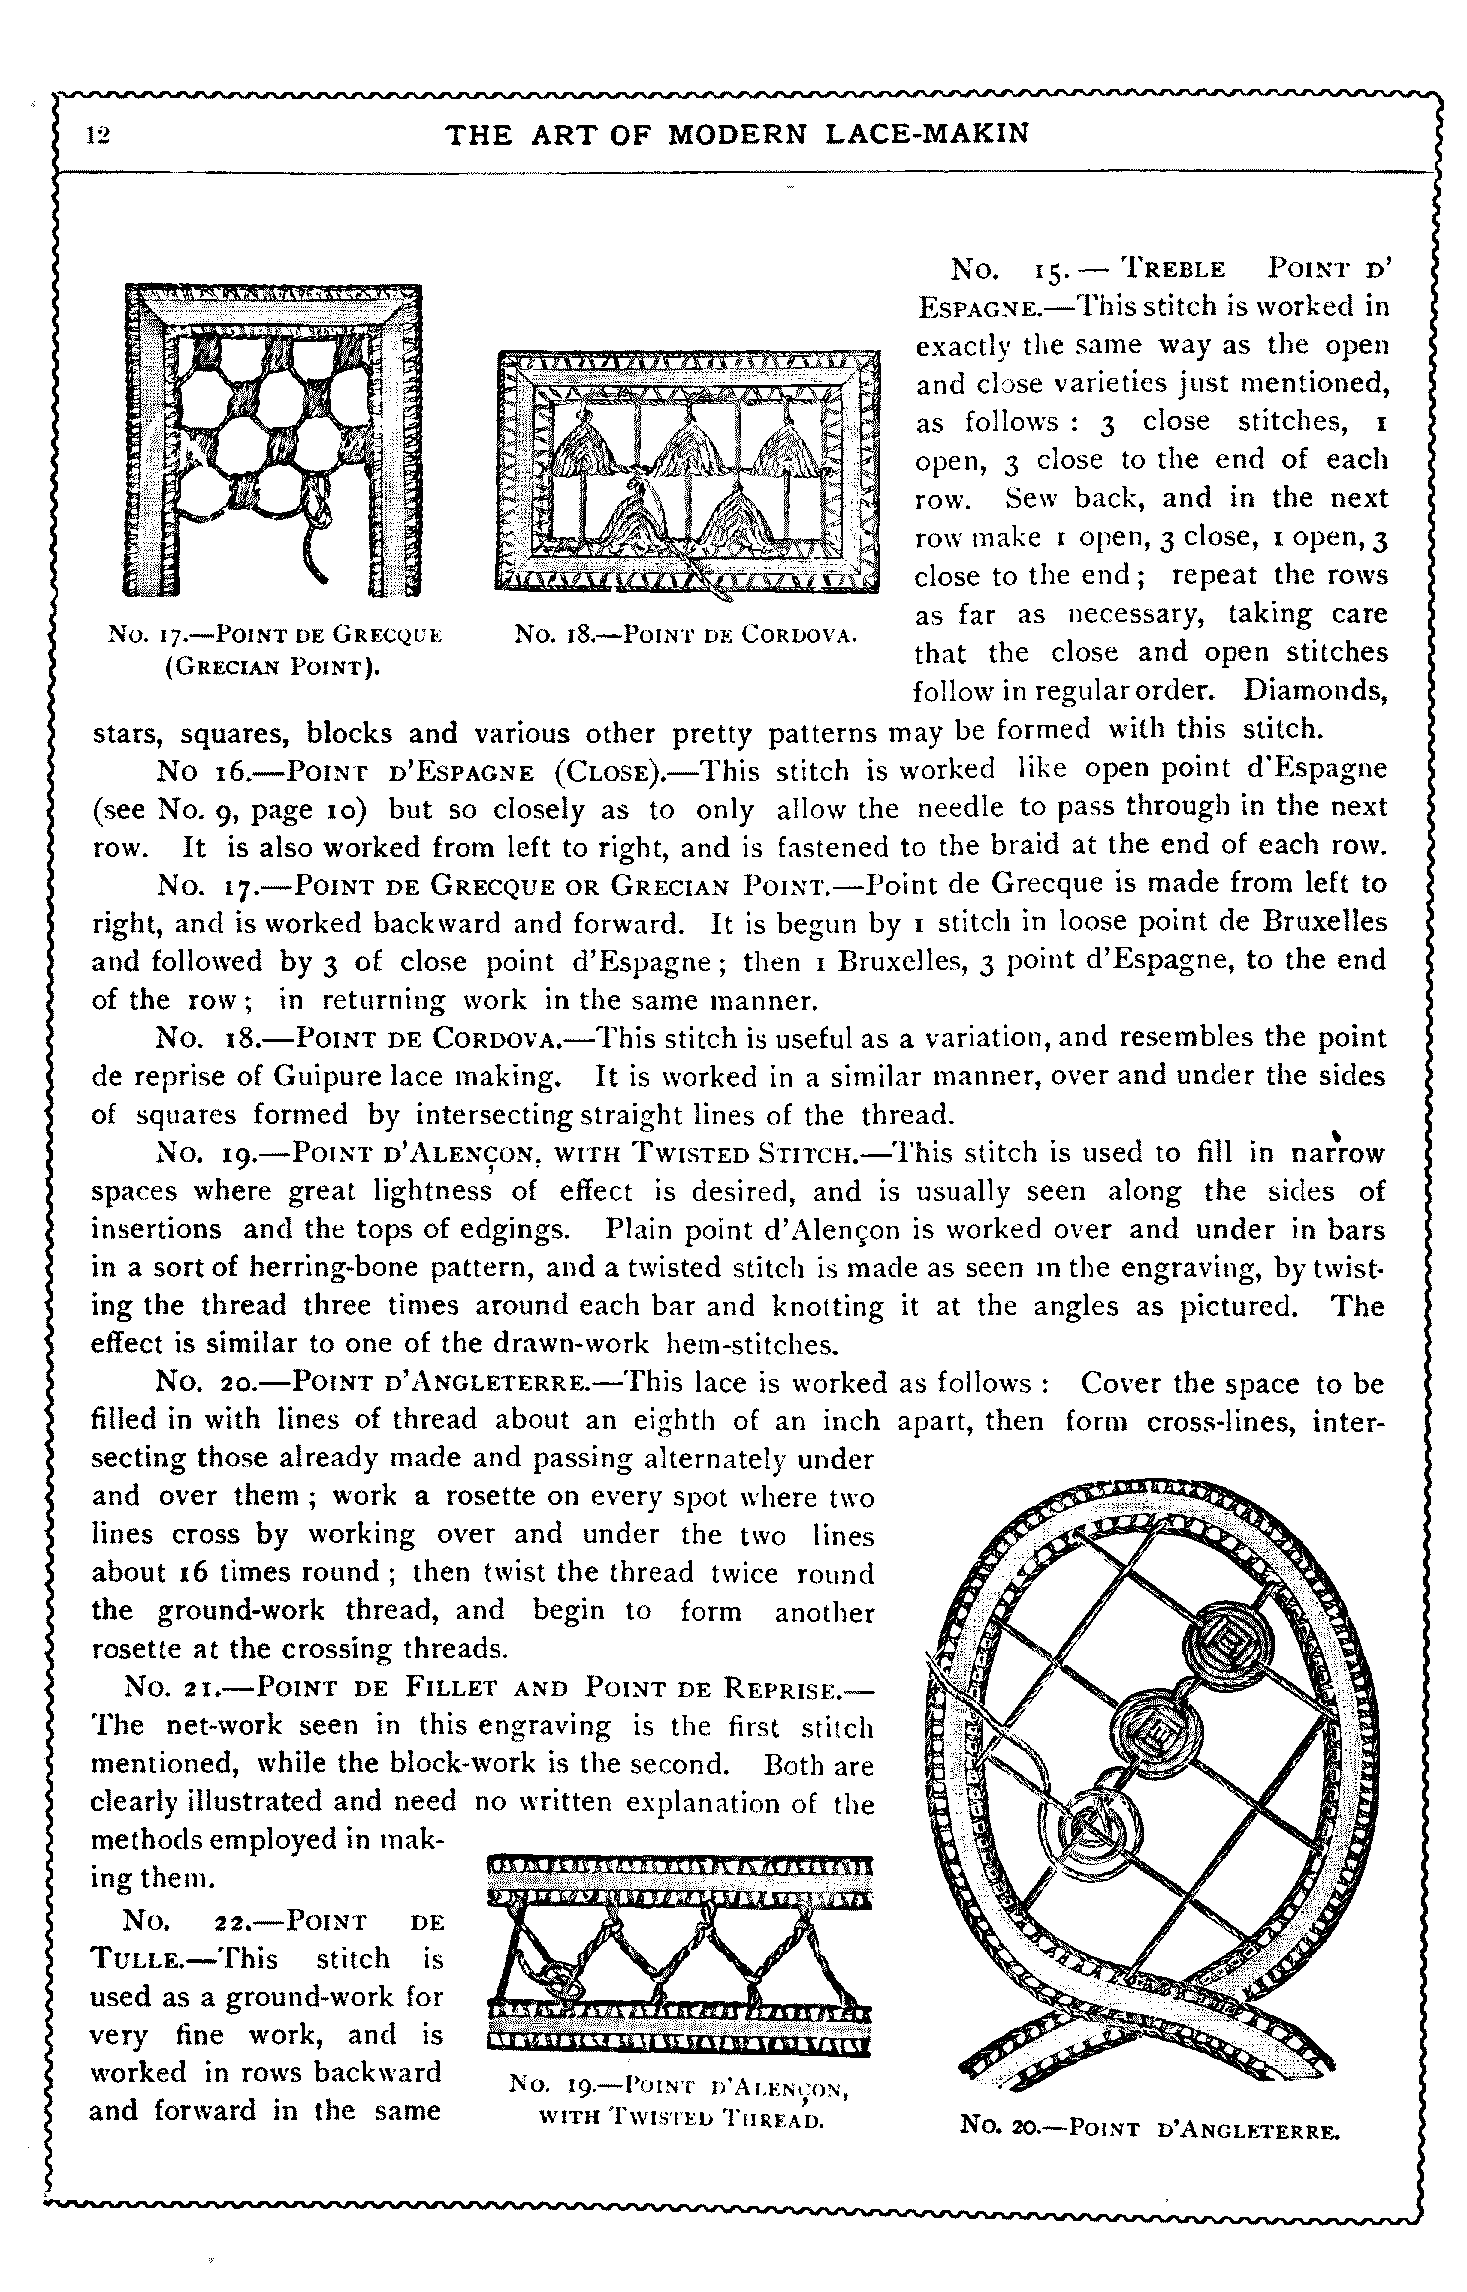 12
THE ART OF MODERN LACE-MAKIN
No. 15. — Treble Point d'
Espagne.—This stitch is worked in
exactly the same way as the open
and close varieties just mentioned,
as follows : 3 close stitches, 1
open, 3 close to the end of each
row. Sew back, and in the next
row make 1 open, 3 close, 1 open, 3
close to the end ; repeat the rows
as far as necessary, taking care
that the close and open stitches
follow in regular order. Diamonds,
No. 17.—Point de Grecque
(Grecian Point).
No. 18.—Point de Cordova.
stars, squares, blocks and various other pretty patterns may be formed with this stitch.
No 16.—Point d'Espagne (Close).—This stitch is worked like open point d'Espagne
(see No. 9, page 10) but so closely as to only allow the needle to pass through in the next
row. It is also worked from left to right, and is fastened to the braid at the end of each row.
No. 17.—Point de Grecque or Grecian Point.—Point de Grecque is made from left to
right, and is worked backward and forward. It is begun by 1 stitch in loose point de Bruxelles
and followed by 3 of close point d'Espagne ; then 1 Bruxelles, 3 point d'Espagne, to the end
of the row ; in returning work in the same manner.
No. 18.—Point de Cordova.—This stitch is useful as a variation, and resembles the point
de reprise of Guipure lace making. It is worked in a similar manner, over and under the sides
of squares formed by intersecting straight lines of the thread.
No. 19.—Point d'Alençon, with Twisted Stitch.—This stitch is used to fill in narrow
spaces where great lightness of effect is desired, and is usually seen along the sides of
insertions and the tops of edgings. Plain point d'Alençon is worked over and under in bars
in a sort of herring-bone pattern, and a twisted stitch is made as seen in the engraving, by twist-
ing the thread three times around each bar and knotting it at the angles as pictured. The
effect is similar to one of the drawn-work hem-stitches.
No. 20.—Point d'Angleterre.—This lace is worked as follows : Cover the space to be
filled in with lines of thread about an eighth of an inch apart, then form cross-lines, inter-
secting those already made and passing alternately under
and over them ; work a rosette on every spot where two
lines cross by working over and under the two lines
about 16 times round ; then twist the thread twice round
the ground-work thread, and begin to form another
rosette at the crossing threads.
No. 21.—Point de Fillet and Point de Reprise.—
The net-work seen in this engraving is the first stitch
mentioned, while the block-work is the second. Both are
clearly illustrated and need no written explanation of the
methods employed in mak-
ing them.
No. 22.—Point de
Tulle.—This stitch is
used as a ground-work for
very fine work, and is
worked in rows backward
and forward in the same
No. 19.—Point d'Alençon,
with Twisted Thread.
No. 20.—Point d'Angleterre.